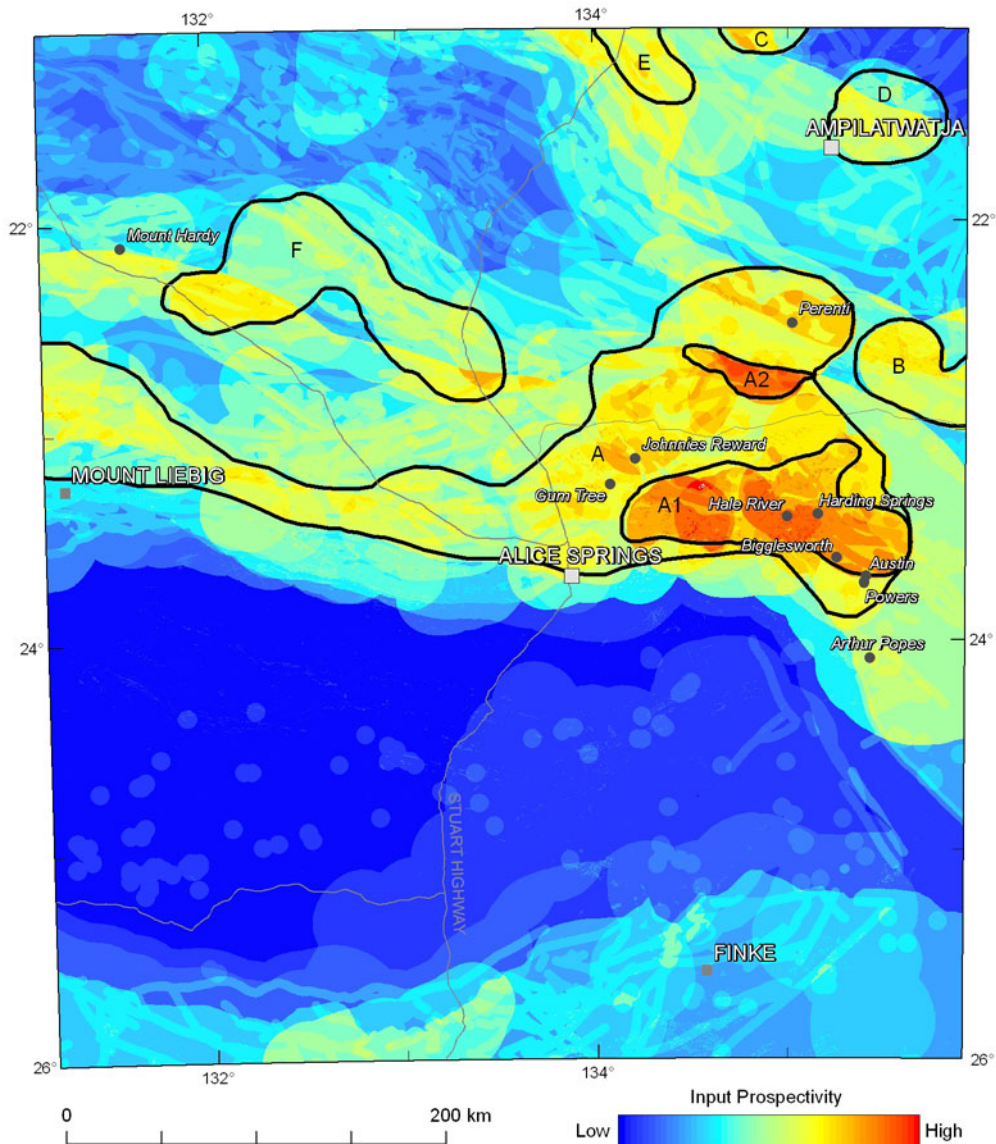 132°
134°
C
E
D
AMPILATWATJA
22°
22°
Mount Hardy
F
Perenti
B
A2
A
Johnnies Reward
MOUNT LIEBIG
Gum Tree
A1
Hale River
Harding Springs
Bigglesworth
ALICE SPRINGS
Austin
Powers
24°
24°
Arthur Popes
STUART HIGHWAY
FINKE
26°
26°
132°
134°
0
200 km
Input Prospectivity
Low
High